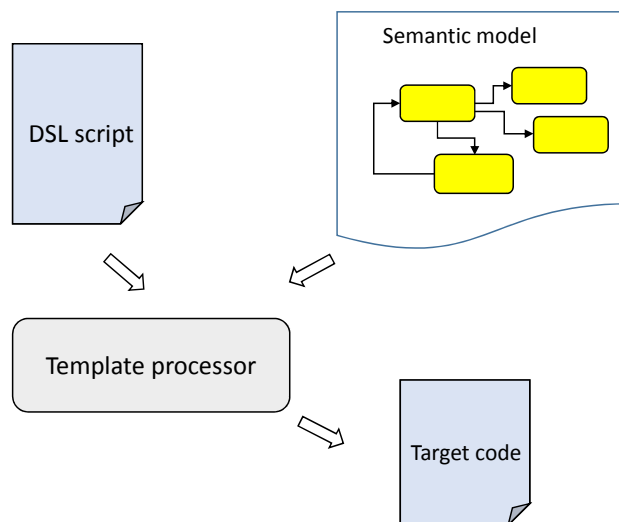 Semantic model
DSL script
Template processor
Target code